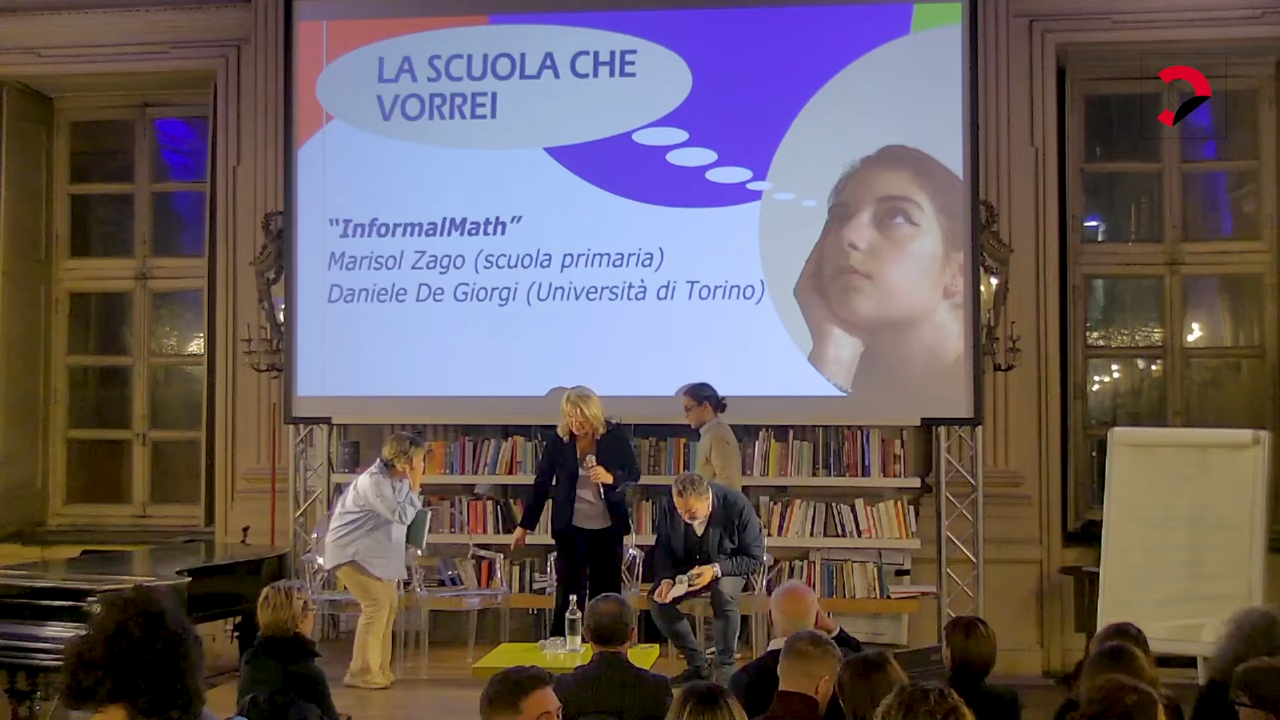 LA SCUOLA CHE
VORREI
“InformalMath”
Marisol Zago (scuola primaria)
Daniele De Giorgi (Università di Torino)